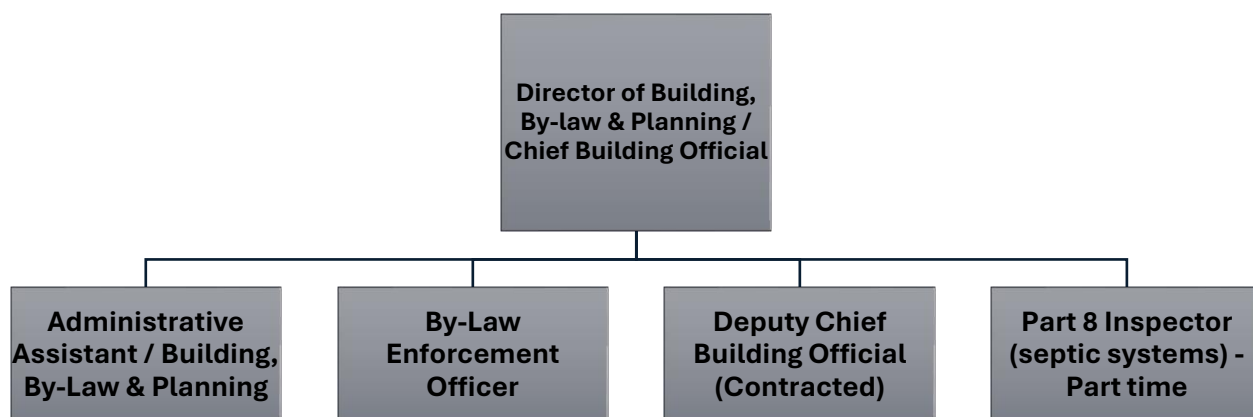 Director of Building,
By-law & Planning /
Chief Building Official
Administrative
Assistant / Building,
By-Law & Planning
By-Law
Enforcement
Officer
Deputy Chief
Building Official
(Contracted)
Part 8 Inspector
(septic systems) -
Part time